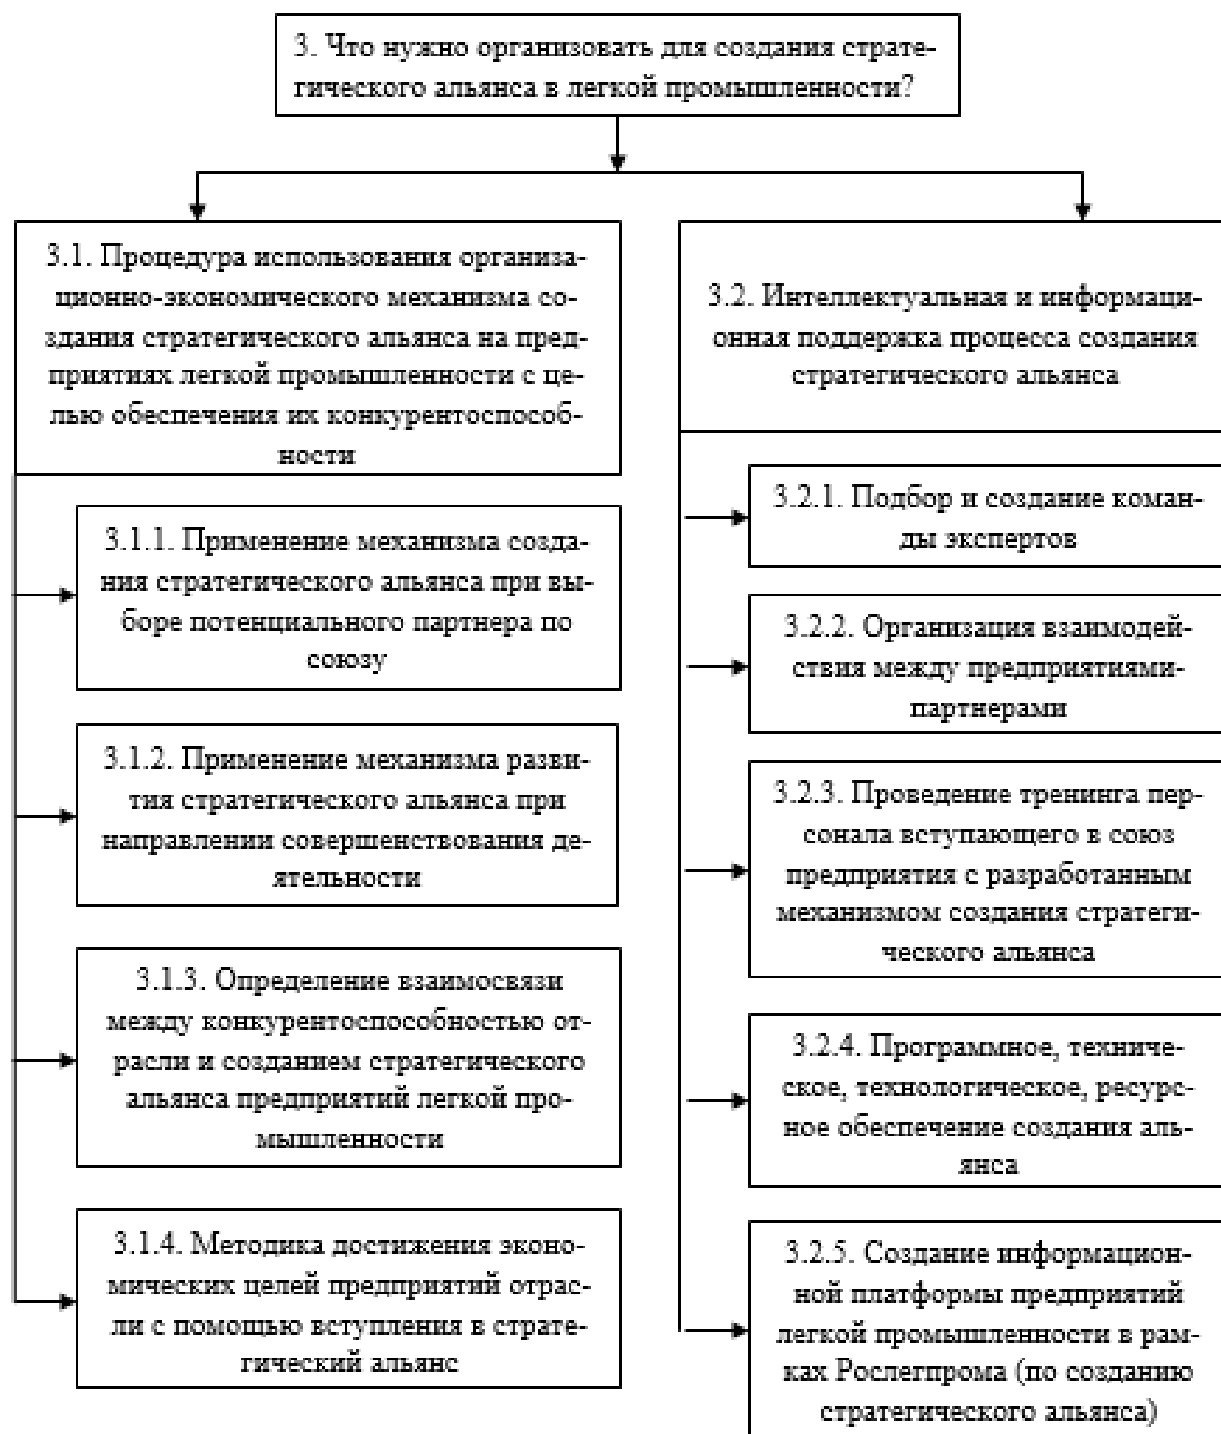 3. Что нужно организовать для создания страте-
гического альянса в легкой промышленности?
3.1. Процедура использования организа-
ционно-экономического механизма со-
здания стратегического альянса на пред-
приятиях легкой промышленности с це-
лью обеспечения их конкурентоспособ-
ности
3.1.1. Применение механизма созда-
ния стратегического альянса при вы-
боре потенциального партнера по
союзу
3.1.2. Применение механизма разви-
тия стратегического альянса при
направлении совершенствования де-
ятельности
3.1.3. Определение взаимосвязи
между конкурентоспособностью от-
расли и созданием стратегического
альянса предприятий легкой про-
мышленности
3.1.4. Методика достижения эконо-
мических целей предприятий отрас-
ли с помощью вступления в страте-
гический альянс
3.2. Интеллектуальная и информаци-
онная поддержка процесса создания
стратегического альянса
3.2.1. Подбор и создание коман-
ды экспертов
3.2.2. Организация взаимодей-
ствия между предприятиями-
партнерами
3.2.3. Проведение тренинга пер-
сонала вступающего в союз
предприятия с разработанным
механизмом создания стратеги-
ческого альянса
3.2.4. Программное, техниче-
ское, технологическое, ресурс-
ное обеспечение создания аль-
янса
3.2.5. Создание информацион-
ной платформы предприятий
легкой промышленности в рам-
ках Рослегпрома (по созданию
стратегического альянса)